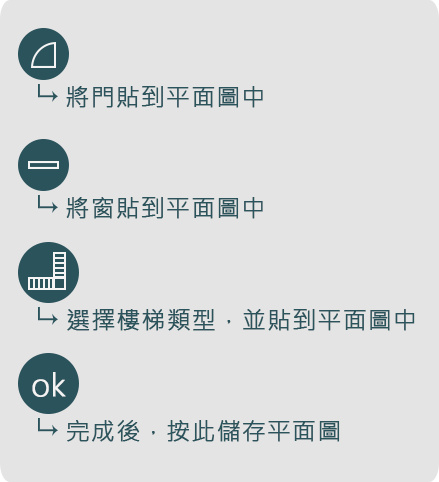 將門貼到平面圖中
將窗貼到平面圖中
選擇樓梯類型，並貼到平面圖中
ok
完成後，按此儲存平面圖